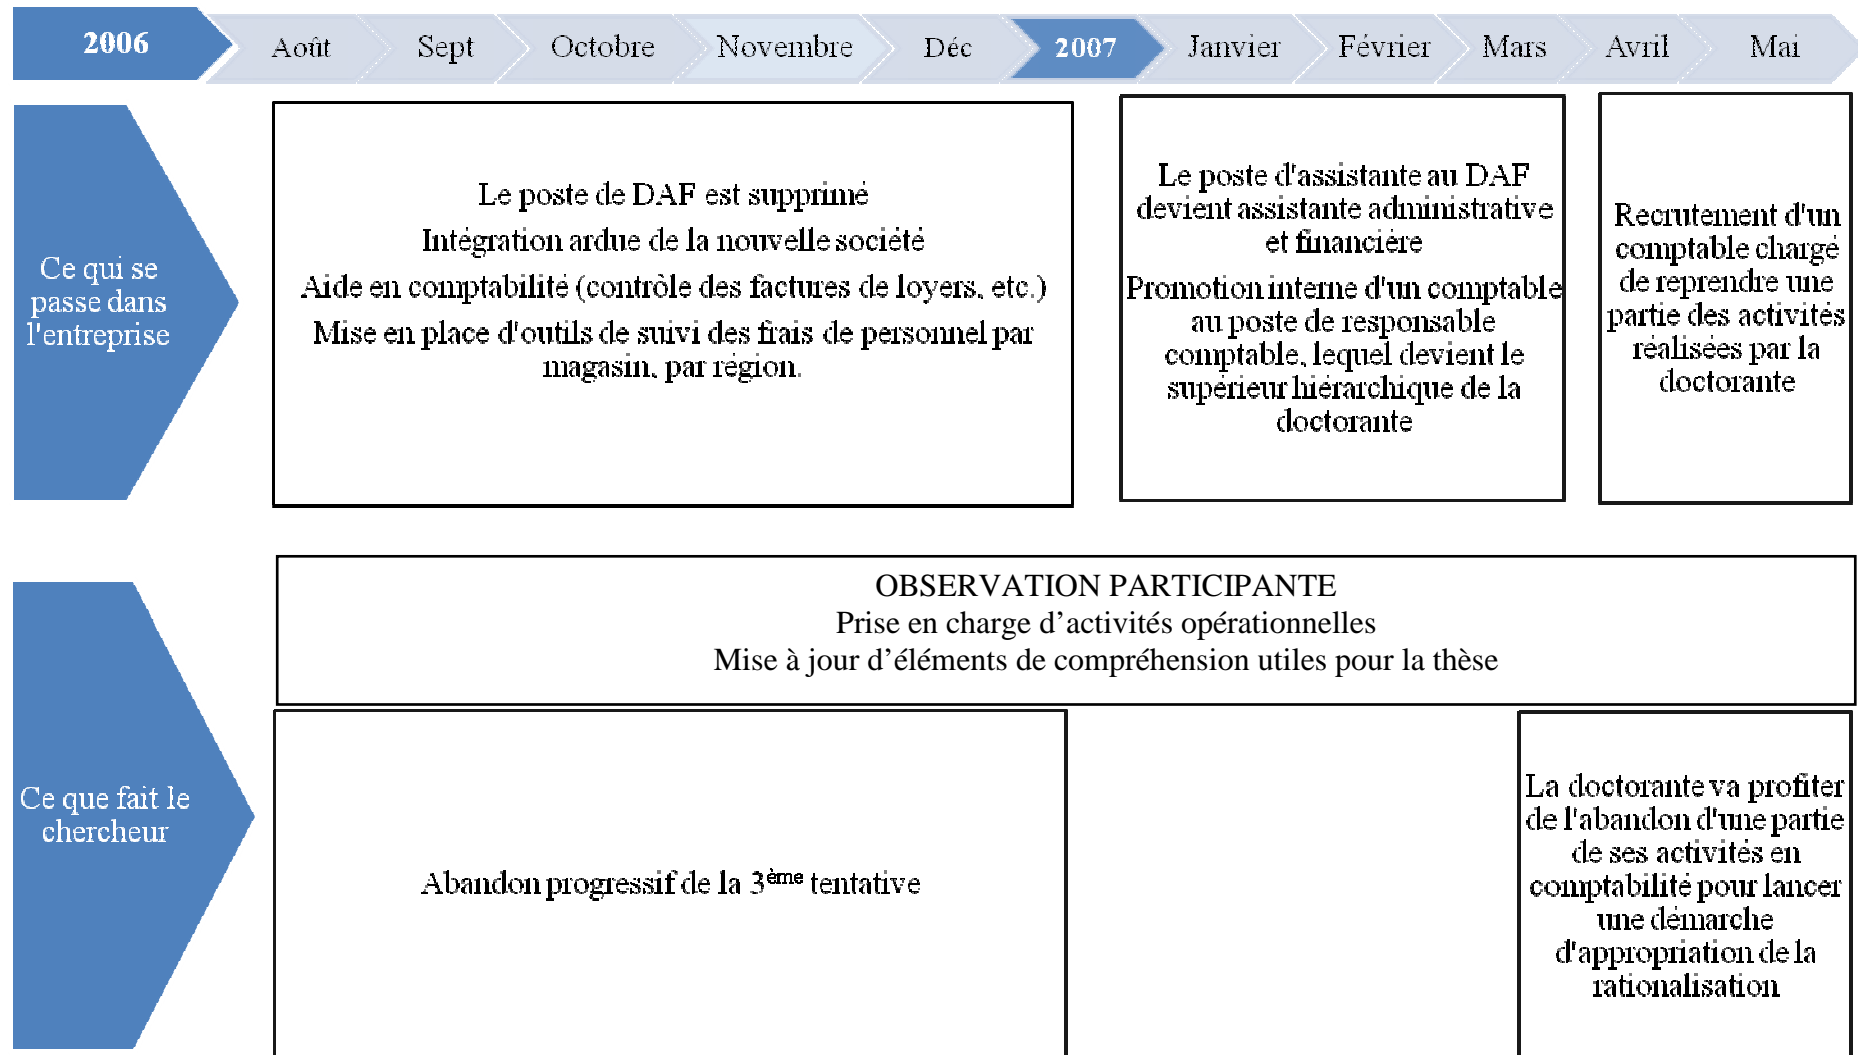 2006
Août
Sept
Octobre
Novembre
Déc
2007
Janvier
Février
Mars
Avril
Mai
Ce qui se
passe dans
l'entreprise
Le poste de DAF est supprimé
Intégration ardue de la nouvelle société
Aide en comptabilité (contrôle des factures de loyers, etc.)
Mise en place d'outils de suivi des frais de personnel par
magasin, par région.
Le poste d'assistante au DAF
devient assistante administrative
et financière
Promotion interne d'un comptable
au poste de responsable
comptable, lequel devient le
supérieur hiérarchique de la
doctorante
Recrutement d'un
comptable chargé
de reprendre une
partie des activités
réalisées par la
doctorante
Ce que fait le
chercheur
OBSERVATION PARTICIPANTE
Prise en charge d’activités opérationnelles
Mise à jour d’éléments de compréhension utiles pour la thèse
Abandon progressif de la 3ème tentative
La doctorante va profiter
de l'abandon d'une partie
de ses activités en
comptabilité pour lancer
une démarche
d'appropriation de la
rationalisation